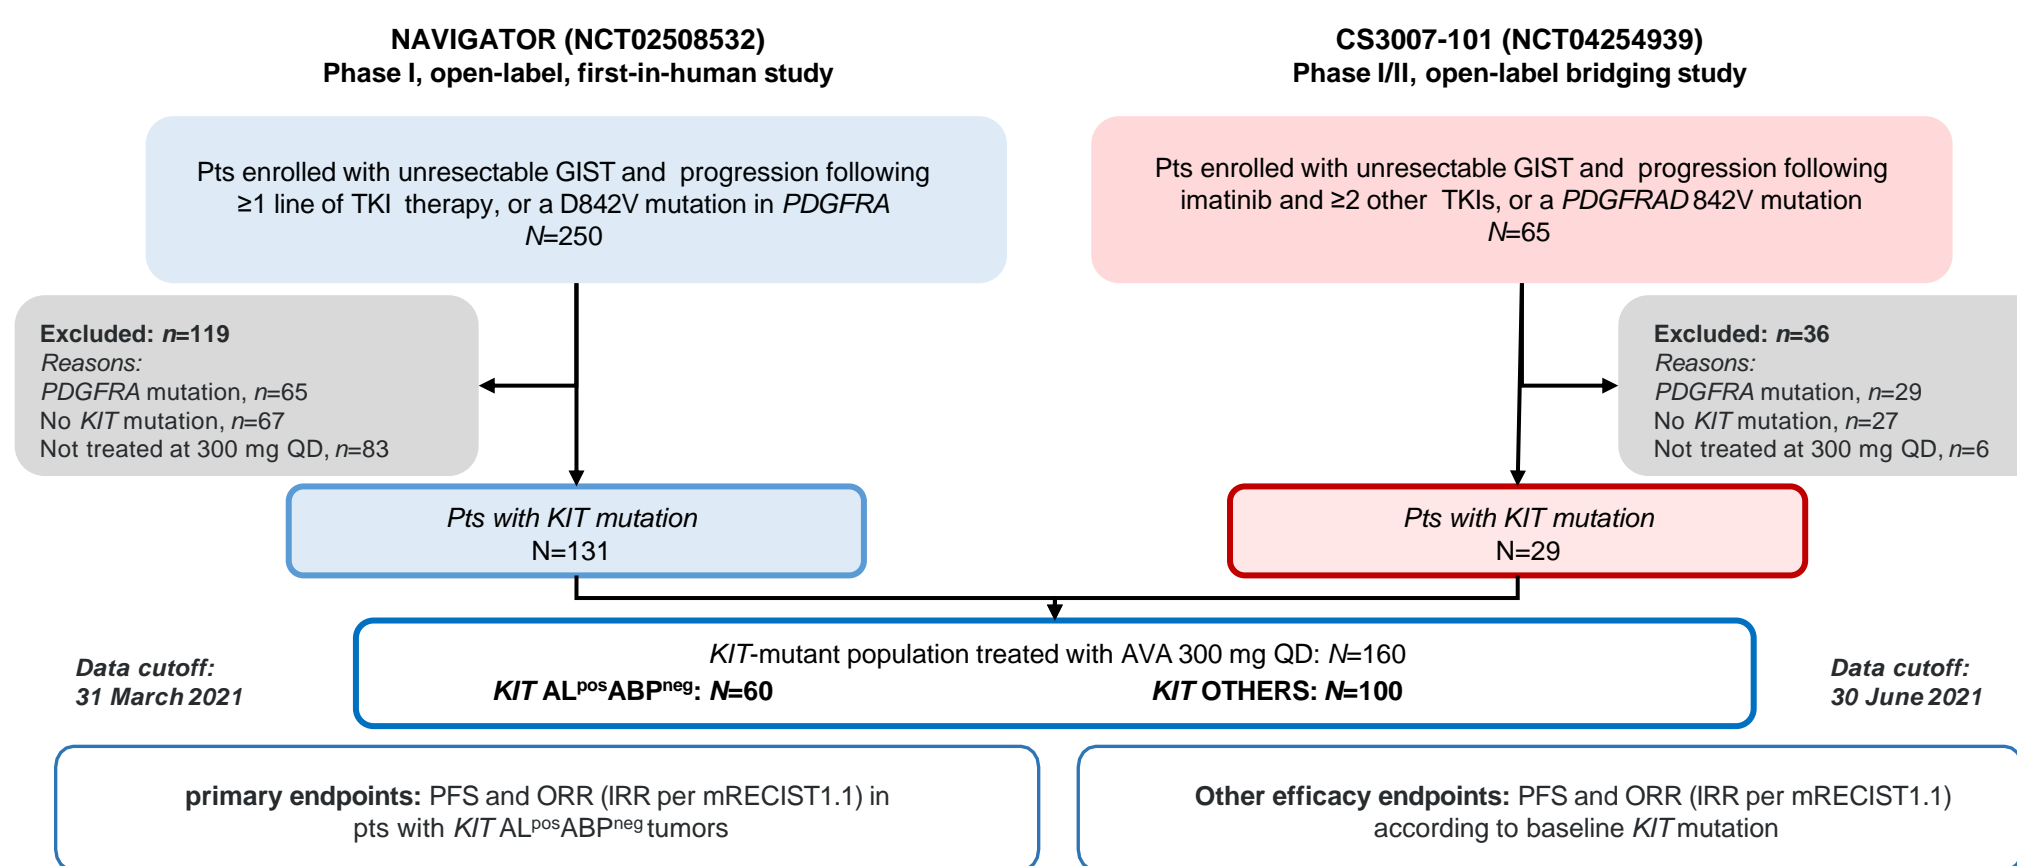 NAVIGATOR (NCT02508532)
Phase I, open-label, first-in-human study
CS3007-101 (NCT04254939)
Phase I/II, open-label bridging study
Pts enrolled with unresectable GIST and progression following
≥1 line of TKI therapy, or a D842V mutation in PDGFRA
N=250
Pts enrolled with unresectable GIST and progression following
imatinib and ≥2 other TKIs, or a PDGFRAD 842V mutation
N=65
Excluded: n=119
Reasons:
PDGFRA mutation, n=65
No KIT mutation, n=67
Not treated at 300 mg QD, n=83
Excluded: n=36
Reasons:
PDGFRA mutation, n=29
No KIT mutation, n=27
Not treated at 300 mg QD, n=6
Pts with KIT mutation
N=131
Pts with KIT mutation
N=29
Data cutoff:
31 March 2021
KIT-mutant population treated with AVA 300 mg QD: N=160
KIT ALposABPneg: N=60
KIT OTHERS: N=100
Data cutoff:
30 June 2021
primary endpoints: PFS and ORR (IRR per mRECIST1.1) in
pts with KIT ALposABPneg tumors
Other efficacy endpoints: PFS and ORR (IRR per mRECIST1.1)
according to baseline KIT mutation